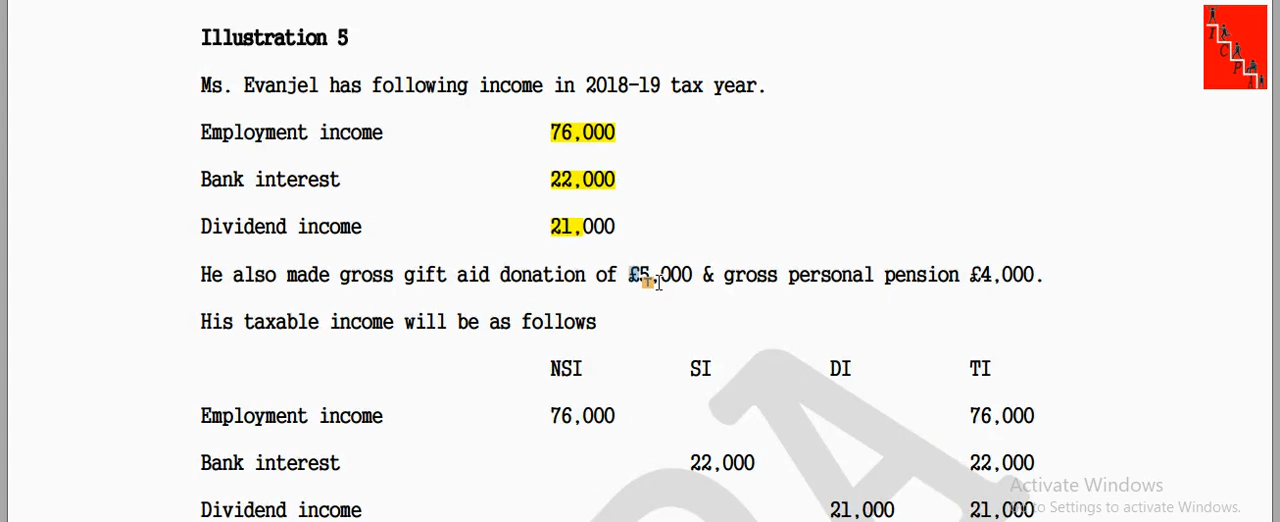 Illustration 5
I
C
P
A
Ms. Evanjel has following income in 2018-19 tax year.
Employment income 76,000
Bank interest 22,000
Dividend income 21,000
He also made gross gift aid donation of £5,000 & gross personal pension £4,000.
His taxable income will be as follows
NSI SI DI TI
Employment income 76,000 76,000
Bank interest 22,000 22,000
Dividend income 21,000 21,000
Activate Windows
to Settings to activate Windows.